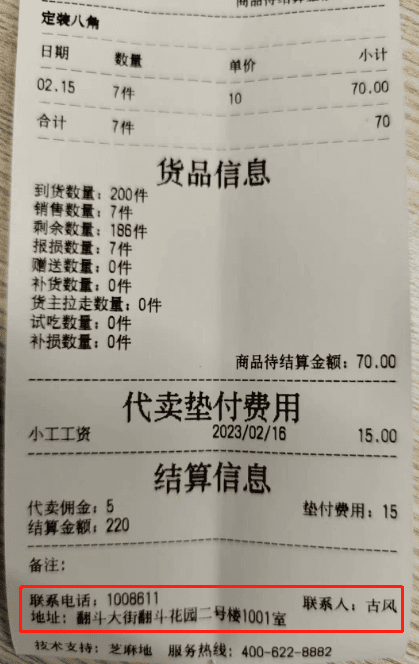 商品待结算金额
定装八角
日期 数量 单价 小计
02.15 7件 10 70.00
合计 7件 70
货品信息
到货数量：200件
销售数量：7件
剩余数量：186件
报损数量：7件
赠送数量：0件
补货数量：0件
货主拉走数量：0件
试吃数量：0件
补损数量：0件
商品待结算金额：70.00
代卖垫付费用
小工工资 2023/02/16 15.00
结算信息
代卖佣金：5 垫付费用：15
结算金额：220
备注：
联系电话：1008611 联系人：古风
地址：翻斗大街翻斗花园二号楼1001室
技术支持：芝麻地 服务热线：400-622-8882